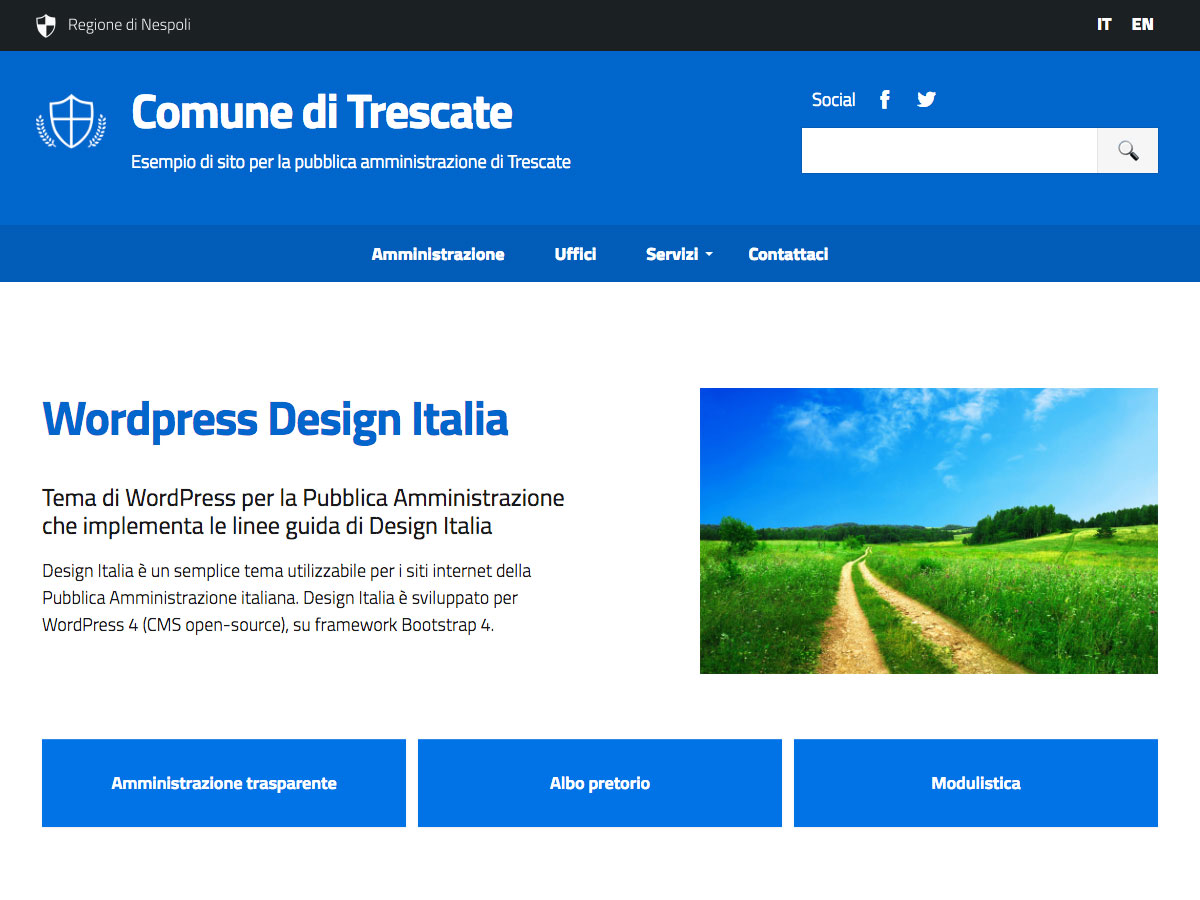 Regione di Nespoli
IT EN
Comune di Trescate
Esempio di sito per la pubblica amministrazione di Trescate
Social
Amministrazione Uffici Servizi Contattaci
Wordpress Design Italia
Tema di WordPress per la Pubblica Amministrazione
che implementa le linee guida di Design Italia
Design Italia è un semplice tema utilizzabile per i siti internet della
Pubblica Amministrazione italiana. Design Italia è sviluppato per
WordPress 4 (CMS open-source), su framework Bootstrap 4.
Amministrazione trasparente
Albo pretorio
Modulistica